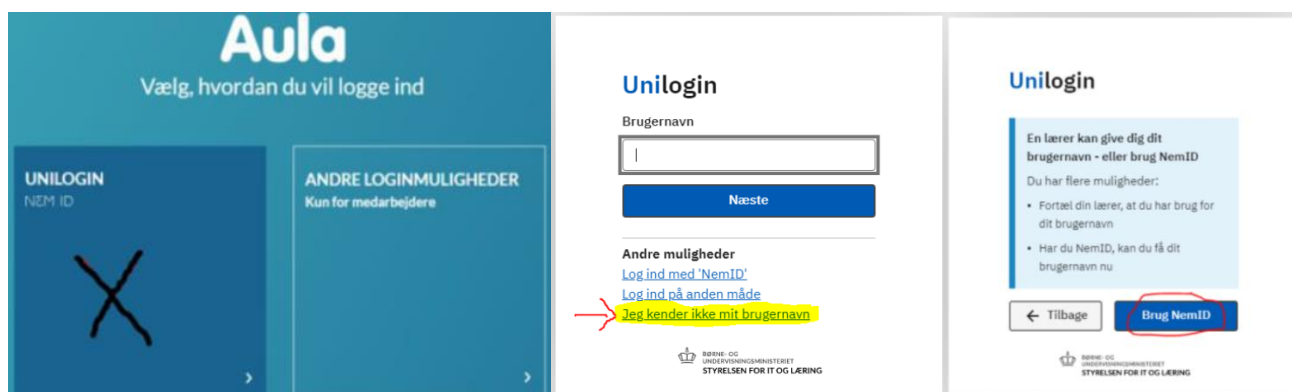 Aula
Vælg, hvordan du vil logge ind
UNILOGIN
NEM ID
ANDRE LOGINMULIGHEDER
Kun for medarbejdere
Unilogin
Brugernavn
Næste
Andre muligheder
Log ind med 'NemID'
Log ind på anden måde
Jeg kender ikke mit brugernavn
BØRNE- OG
UNDERVISNINGSMINISTERIET
STYRELSEN FOR IT OG LÆRING
Unilogin
En lærer kan give dig dit
brugernavn - eller brug NemID
Du har flere muligheder:
• Fortæl din lærer, at du har brug for
dit brugernavn
• Har du NemID, kan du få dit
brugernavn nu
← Tilbage
Brug NemID
BØRNE- OG
UNDERVISNINGSMINISTERIET
STYRELSEN FOR IT OG LÆRING